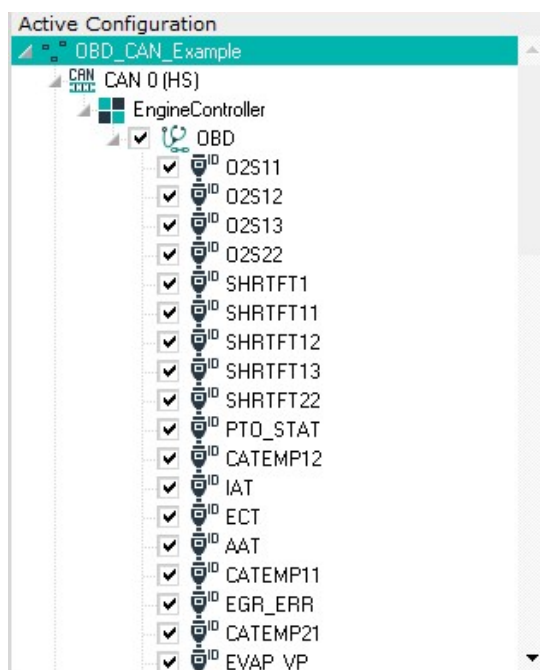 Active Configuration
OBD_CAN_Example
CAN CAN 0 (HS)
EngineController
OBD
ID O2S11
ID O2S12
ID O2S13
ID O2S22
ID SHRTFT1
ID SHRTFT11
ID SHRTFT12
ID SHRTFT13
ID SHRTFT22
ID PTO_STAT
ID CATEMP12
ID IAT
ID ECT
ID AAT
ID CATEMP11
ID EGR_ERR
ID CATEMP21
ID EVAP_VP